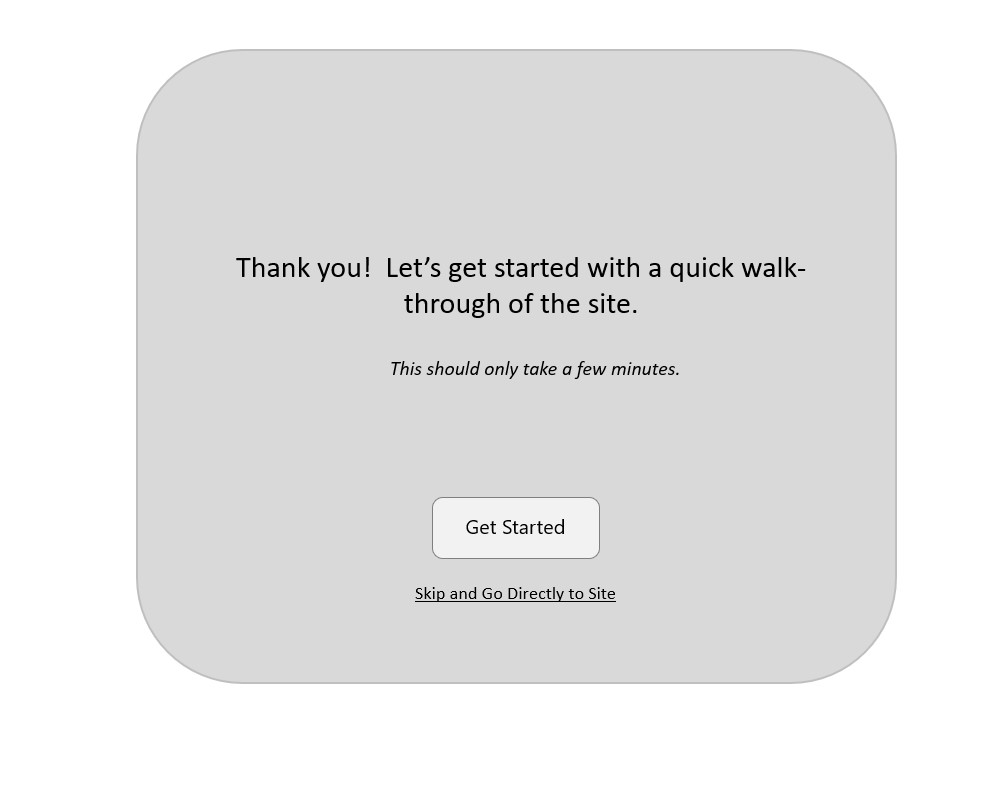 Thank you!  Let’s get started with a quick walk-
through of the site.
This should only take a few minutes.
Get Started
Skip and Go Directly to Site